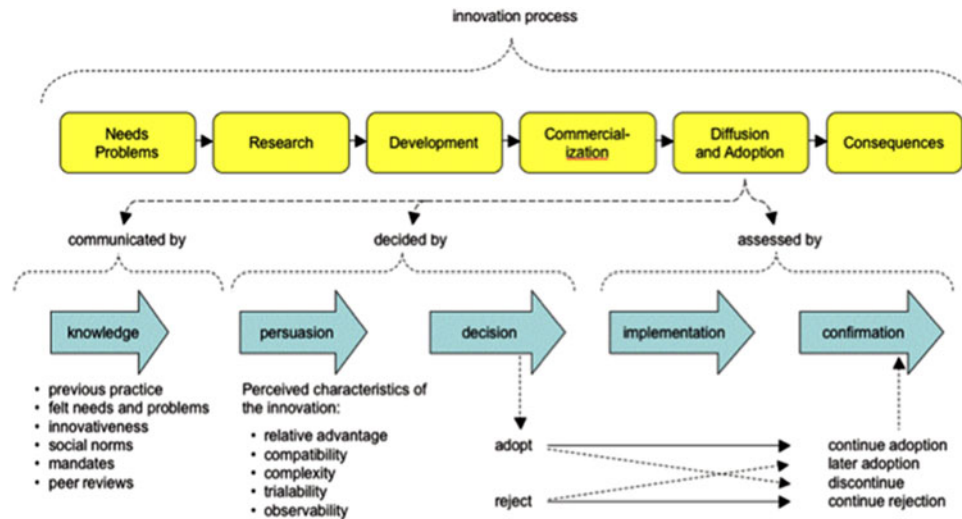 innovation process
Needs
Problems
Research
Development
Commercial-
ization
Diffusion
and Adoption
Consequences
communicated by
decided by
assessed by
knowledge
persuasion
decision
implementation
confirmation
• previous practice
• felt needs and problems
• innovativeness
• social norms
• mandates
• peer reviews
Perceived characteristics of
the innovation:
• relative advantage
• compatibility
• complexity
• trialability
• observability
adopt
reject
continue adoption
later adoption
discontinue
continue rejection